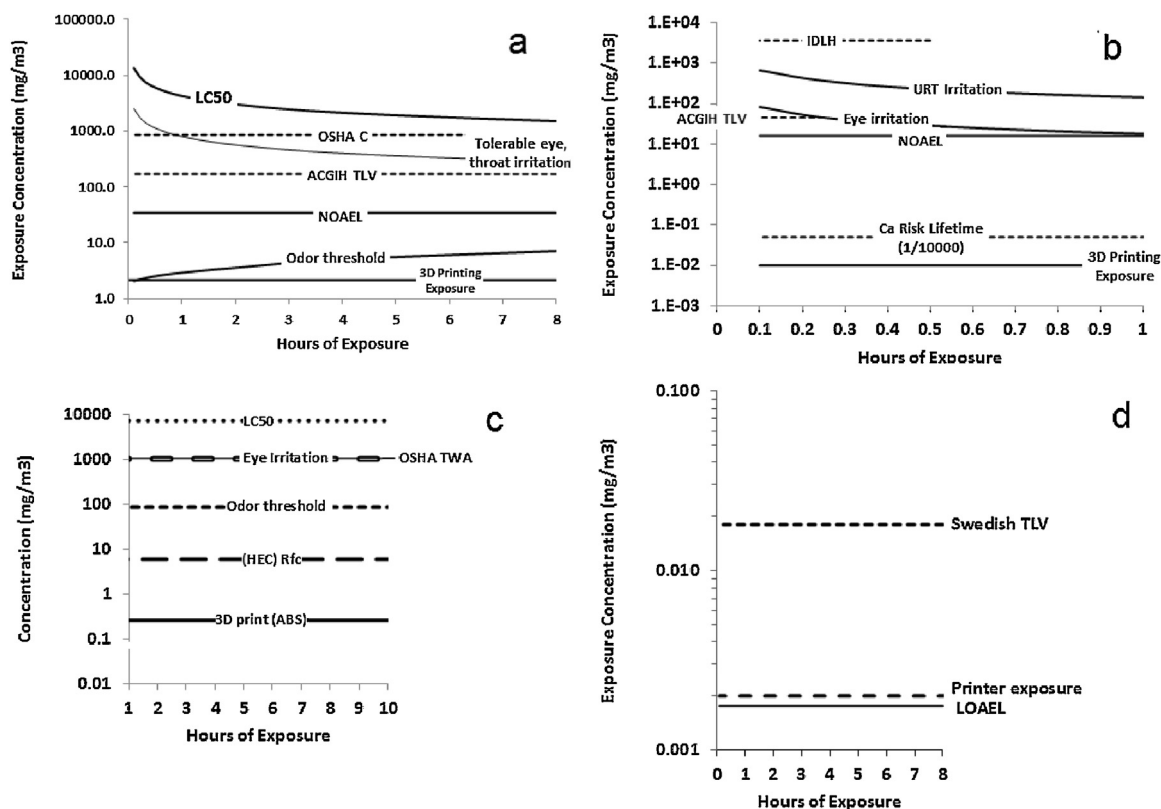 a
Exposure Concentration (mg/m3)
100000.0
10000.0
1000.0
100.0
10.0
1.0
LC50
OSHA C
Tolerable eye,
throat irritation
ACGIH TLV
NOAEL
Odor threshold
3D Printing
Exposure
0 1 2 3 4 5 6 7 8
Hours of Exposure
b
Exposure Concentration (mg/m3)
1.E+04
1.E+03
1.E+02
1.E+01
1.E+00
1.E-01
1.E-02
1.E-03
IDLH
URT Irritation
ACGIH TLV
Eye irritation
NOAEL
Ca Risk Lifetime
(1/10000)
3D Printing
Exposure
0 0.1 0.2 0.3 0.4 0.5 0.6 0.7 0.8 0.9 1
Hours of Exposure
c
Concentration (mg/m3)
10000
1000
100
10
1
0.1
0.01
LC50
Eye Irritation
OSHA TWA
Odor threshold
(HEC) Rfc
3D print (ABS)
1 2 3 4 5 6 7 8 9 10
Hours of Exposure
d
Exposure Concentration (mg/m3)
0.100
0.010
0.001
Swedish TLV
Printer exposure
LOAEL
0 1 2 3 4 5 6 7 8
Hours of Exposure